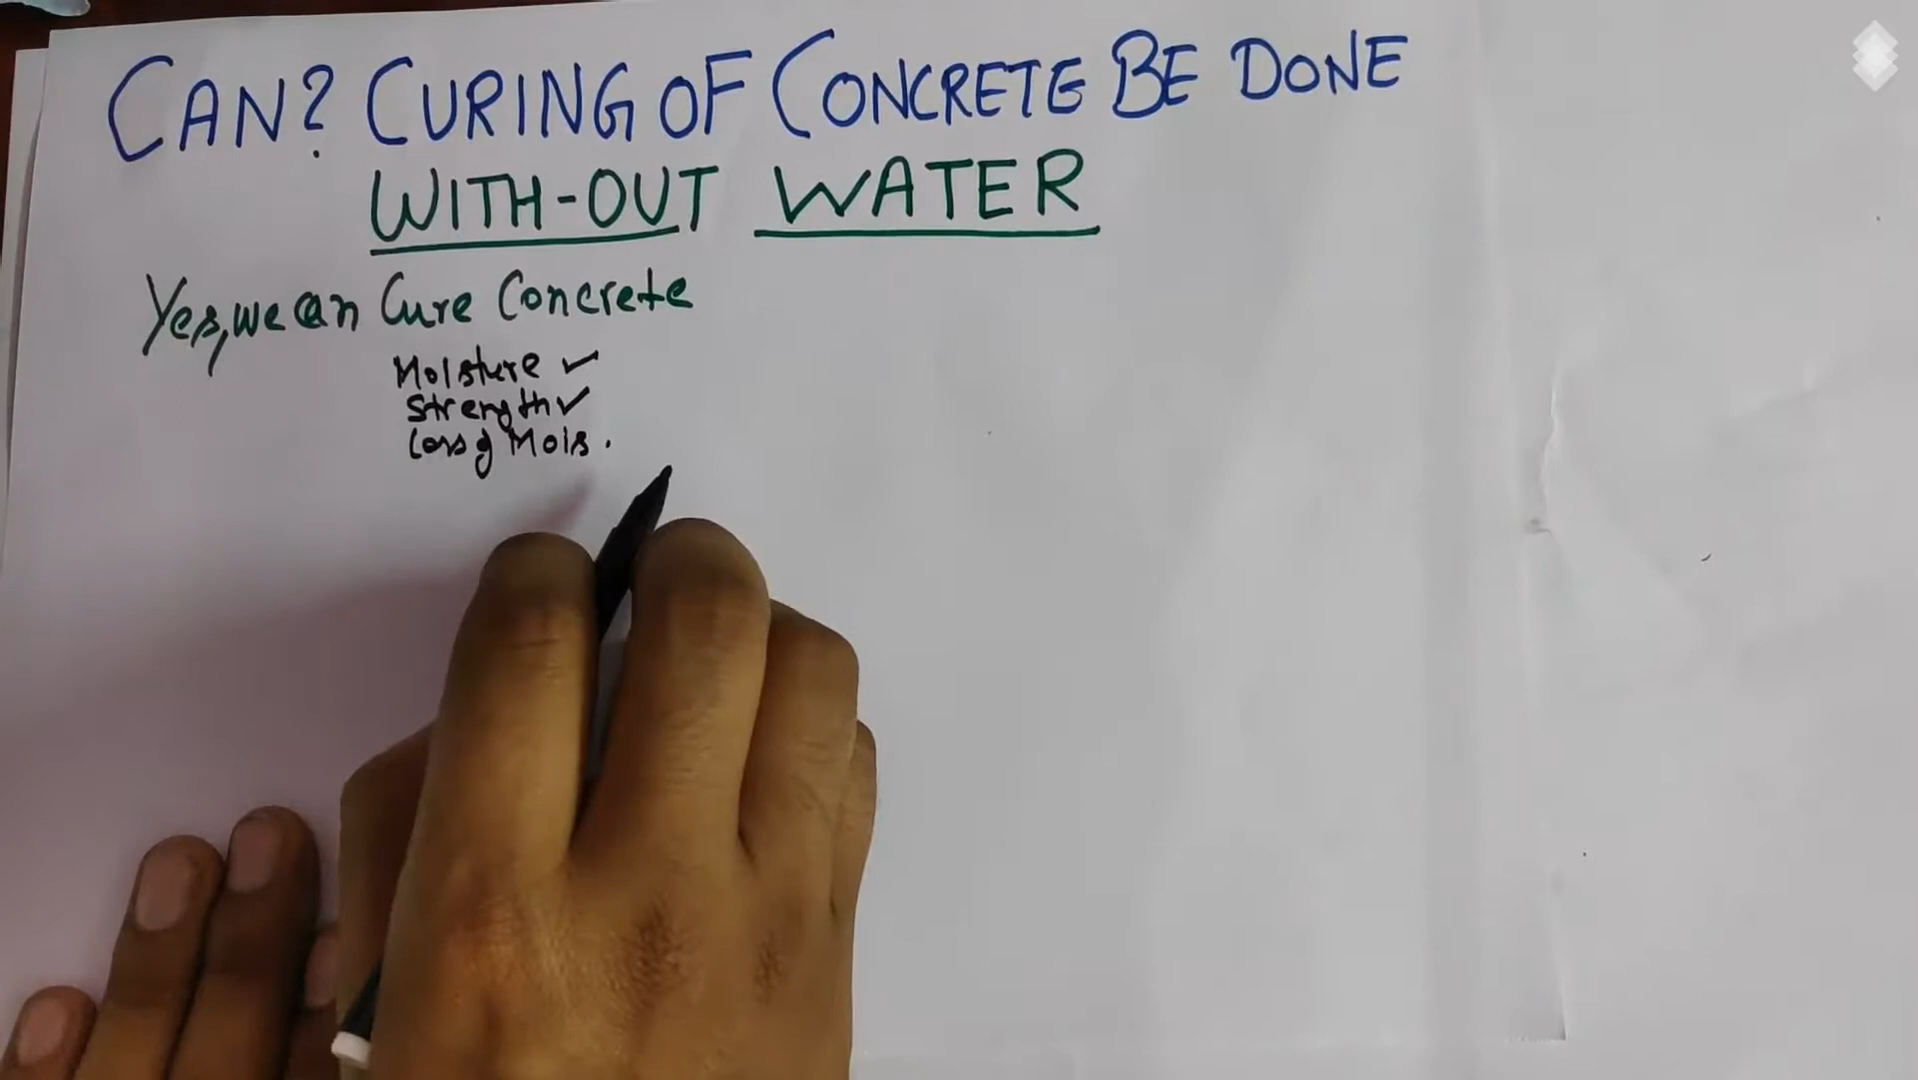 CAN? CURING OF CONCRETE BE DONE
WITH-OUT WATER
Yes, we can Cure Concrete
Moisture ✓
Strength ✓
Loss of Mois.